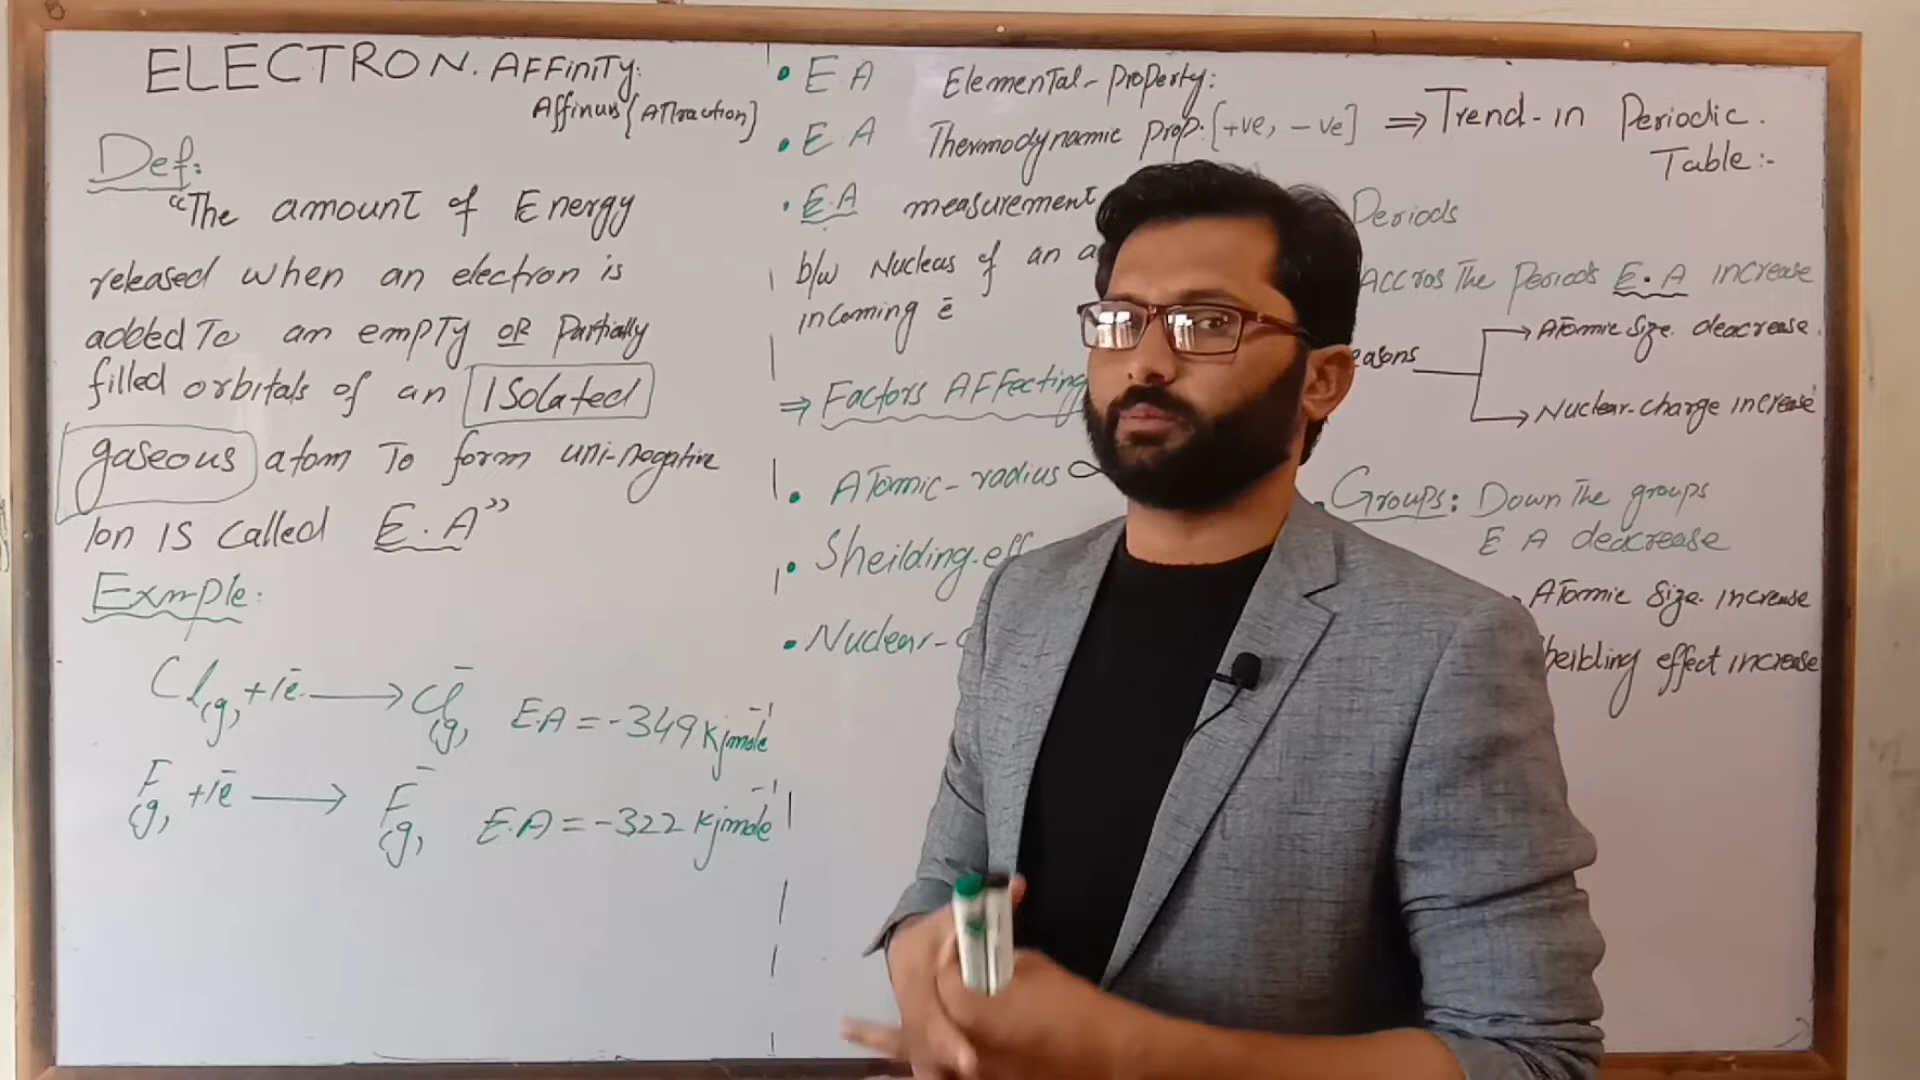 ELECTRON. AFFiniTy:
Affinus {ATTraction}
Def:
"The amount of Energy
released when an electron is
added To an empTy OR Partially
filled orbitals of an ISolated
gaseous atom To form uni-negative
Ion IS called E.A"
Exmple:
Cl(g) +1ē → Cl⁻(g) E.A = -349 Kjmole⁻¹
F(g) +1ē → F⁻(g) E.A = -322 Kjmole⁻¹
• E A Elemental-Property:
• E A Thermodynamic Prop: [+ve, -ve]
• E.A measurement
b/w Nucleus of an a
incoming ē
⇒ Factors AFFecting
• ATomic-radius ∝
• Sheilding.eff
• Nuclear-c
⇒ Trend-in Periodic.
Table:-
Periods
Accros The Periods E.A increase
easons
→ ATomic Size deacrease.
→ Nuclear-charge increase
• Groups: Down The groups
E A deacrease
ATomic Size increase
heilding effect increase